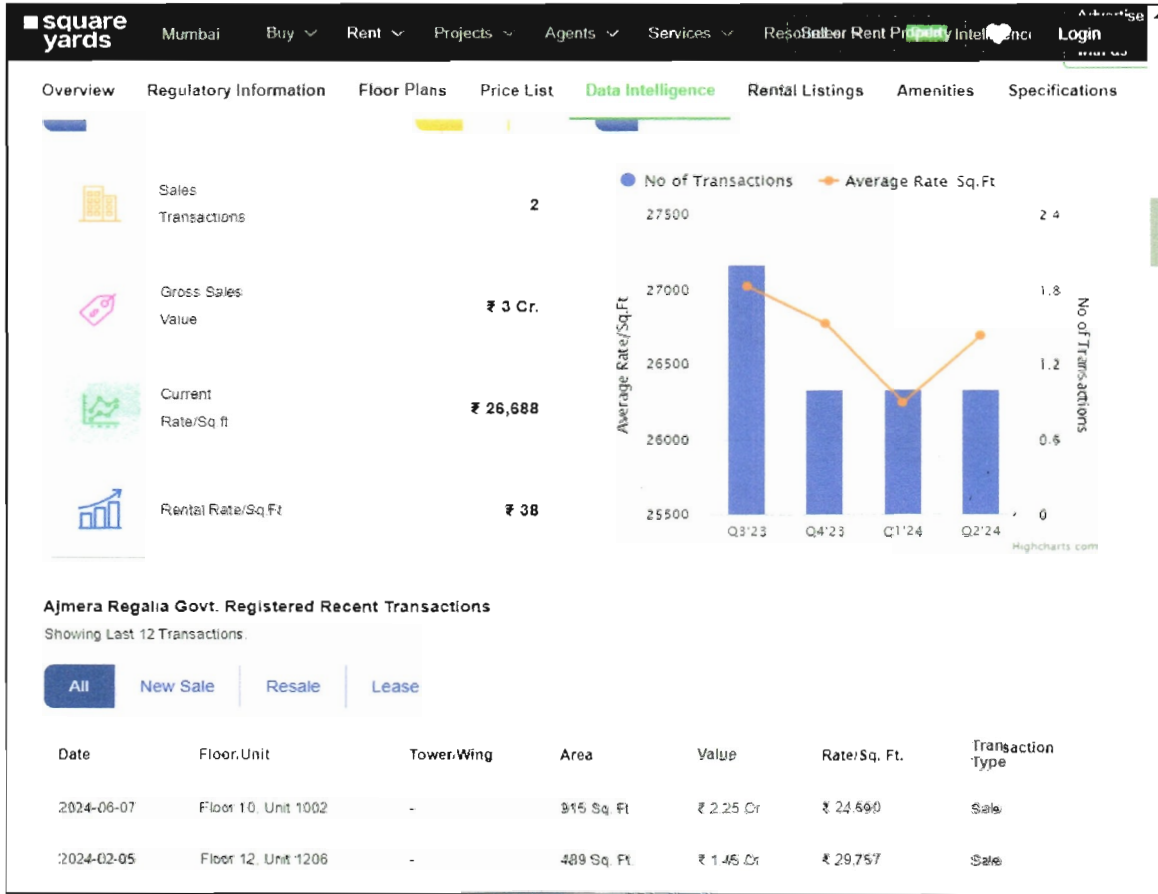 square yards
Mumbai Buy Rent Projects Agents Services Login
Overview Regulatory Information Floor Plans Price List Data Intelligence Rental Listings Amenities Specifications
Sales
Transactions
2
Gross Sales
Value
₹ 3 Cr.
Current
Rate/Sq ft
₹ 26,688
Rental Rate/Sq.Ft
₹ 38
No of Transactions Average Rate Sq.Ft
27500 2.4
27000 1.8
26500 1.2
26000 0.6
25500 0
Average Rate/Sq.Ft
No of Transactions
Q3'23 Q4'23 Q1'24 Q2'24
Highcharts.com
Ajmera Regalia Govt. Registered Recent Transactions
Showing Last 12 Transactions.
All New Sale Resale Lease
Date Floor,Unit Tower,Wing Area Value Rate/Sq. Ft. Transaction Type
2024-06-07 Floor 10, Unit 1002 - 915 Sq. Ft ₹ 2.25 Cr ₹ 24,590 Sale
2024-02-05 Floor 12, Unit 1206 - 489 Sq. Ft. ₹ 1.45 Cr ₹ 29,757 Sale